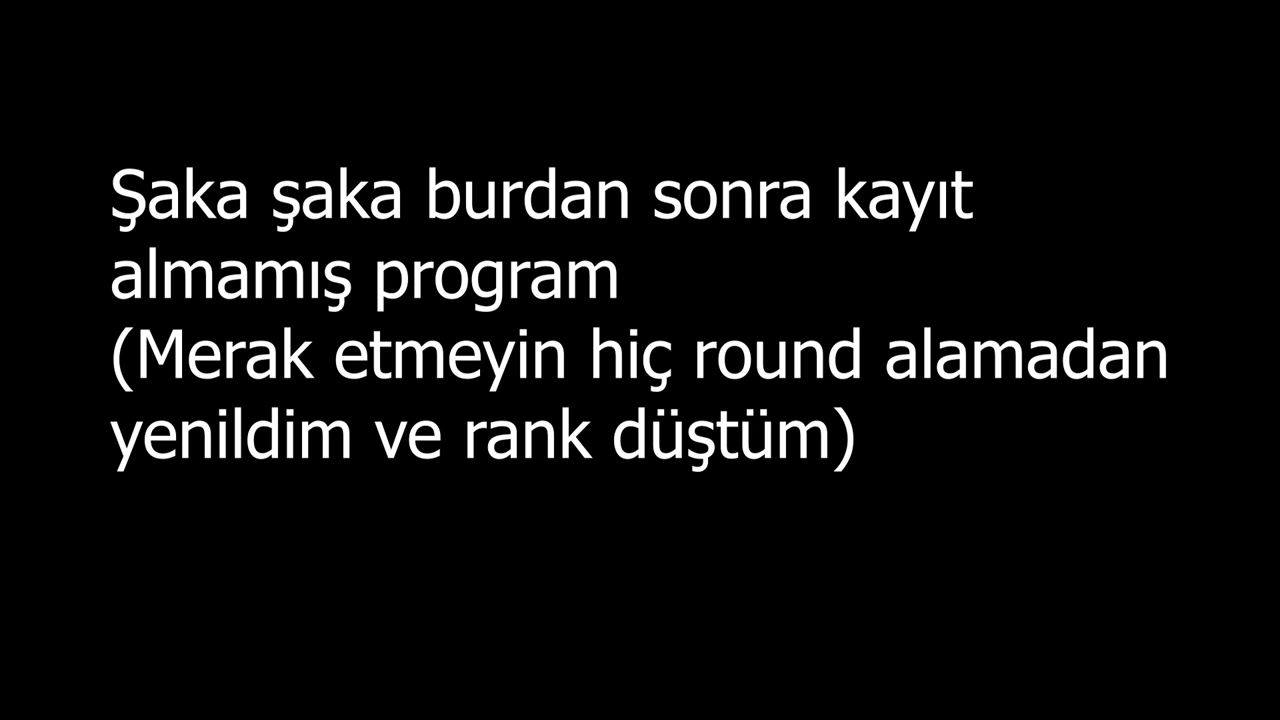 Şaka şaka burdan sonra kayıt
almamış program
(Merak etmeyin hiç round alamadan
yenildim ve rank düştüm)